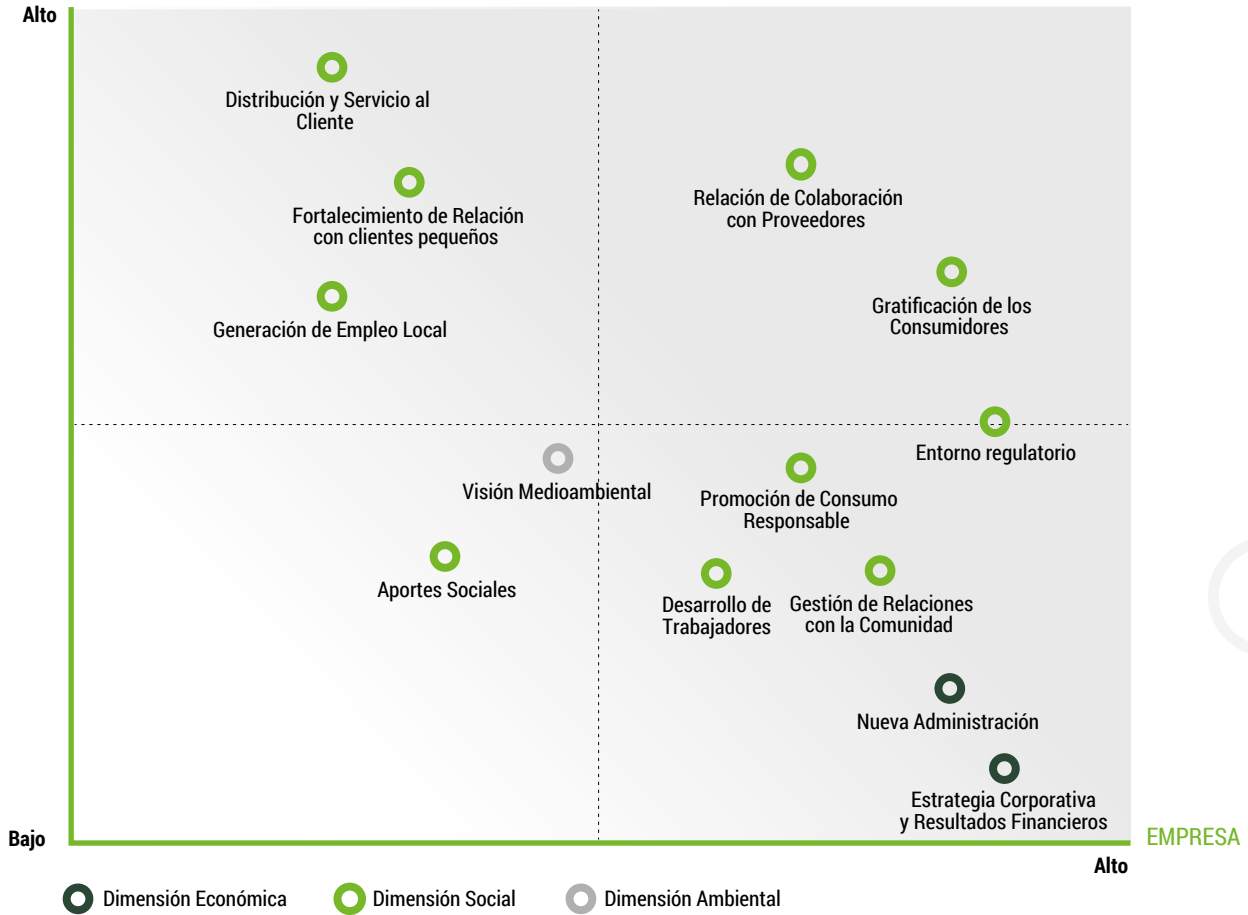 Alto
Distribución y Servicio al
Cliente
Fortalecimiento de Relación
con clientes pequeños
Relación de Colaboración
con Proveedores
Generación de Empleo Local
Gratificación de los
Consumidores
Entorno regulatorio
Visión Medioambiental
Promoción de Consumo
Responsable
Aportes Sociales
Desarrollo de
Trabajadores
Gestión de Relaciones
con la Comunidad
Nueva Administración
Estrategia Corporativa
y Resultados Financieros
Bajo
EMPRESA
Alto
Dimensión Económica
Dimensión Social
Dimensión Ambiental